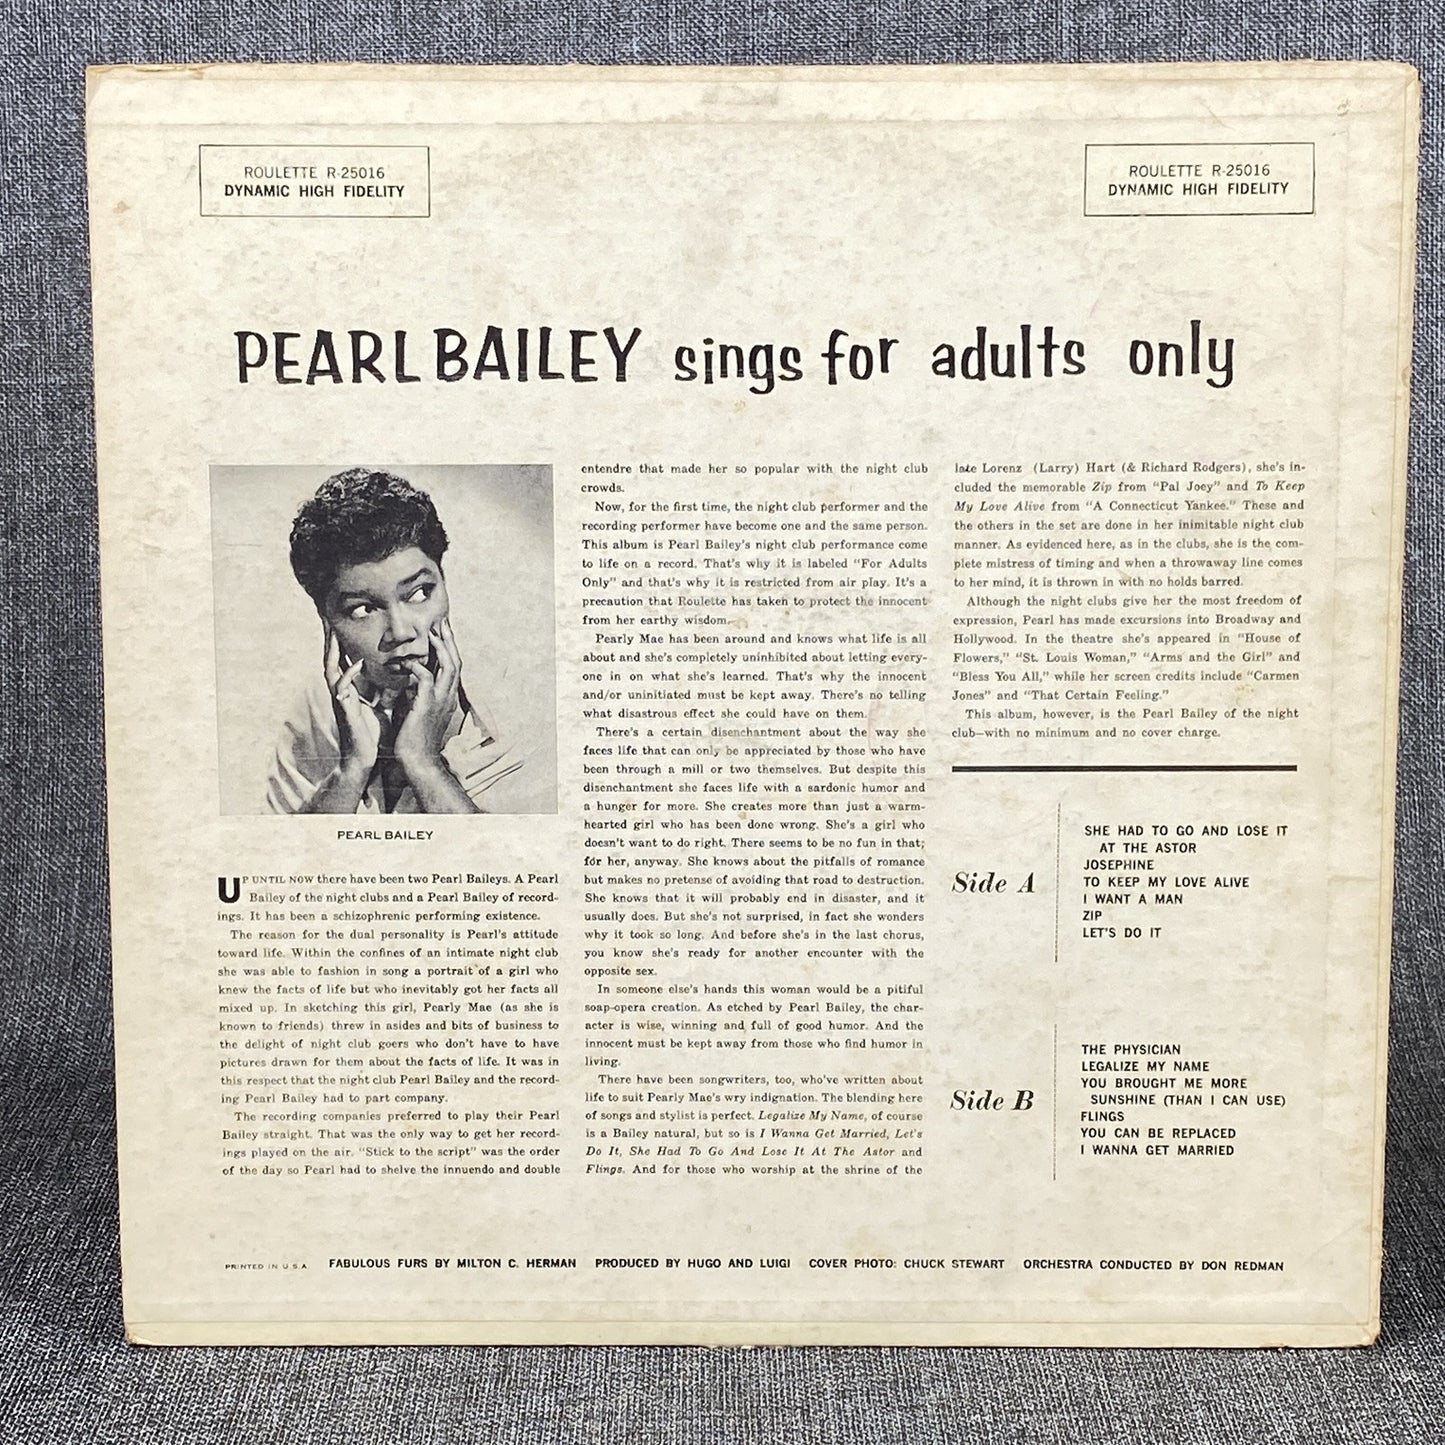 ROULETTE R-25016
DYNAMIC HIGH FIDELITY
ROULETTE R-25016
DYNAMIC HIGH FIDELITY
PEARL BAILEY sings for adults only
PEARL BAILEY
UP UNTIL NOW there have been two Pearl Baileys. A Pearl
Bailey of the night clubs and a Pearl Bailey of record-
ings. It has been a schizophrenic performing existence.
The reason for the dual personality is Pearl's attitude
toward life. Within the confines of an intimate night club
she was able to fashion in song a portrait of a girl who
knew the facts of life but who inevitably got her facts all
mixed up. In sketching this girl, Pearly Mae (as she is
known to friends) threw in asides and bits of business to
the delight of night club goers who don't have to have
pictures drawn for them about the facts of life. It was in
this respect that the night club Pearl Bailey and the record-
ing Pearl Bailey had to part company.
The recording companies preferred to play their Pearl
Bailey straight. That was the only way to get her record-
ings played on the air. "Stick to the script" was the order
of the day so Pearl had to shelve the innuendo and double
entendre that made her so popular with the night club
crowds.
Now, for the first time, the night club performer and the
recording performer have become one and the same person.
This album is Pearl Bailey's night club performance come
to life on a record. That's why it is labeled "For Adults
Only" and that's why it is restricted from air play. It's a
precaution that Roulette has taken to protect the innocent
from her earthy wisdom.
Pearly Mae has been around and knows what life is all
about and she's completely uninhibited about letting every-
one in on what she's learned. That's why the innocent
and/or uninitiated must be kept away. There's no telling
what disastrous effect she could have on them.
There's a certain disenchantment about the way she
faces life that can only be appreciated by those who have
been through a mill or two themselves. But despite this
disenchantment she faces life with a sardonic humor and
a hunger for more. She creates more than just a warm-
hearted girl who has been done wrong. She's a girl who
doesn't want to do right. There seems to be no fun in that;
for her, anyway. She knows about the pitfalls of romance
but makes no pretense of avoiding that road to destruction.
She knows that it will probably end in disaster, and it
usually does. But she's not surprised, in fact she wonders
why it took so long. And before she's in the last chorus,
you know she's ready for another encounter with the
opposite sex.
In someone else's hands this woman would be a pitiful
soap-opera creation. As etched by Pearl Bailey, the char-
acter is wise, winning and full of good humor. And the
innocent must be kept away from those who find humor in
living.
There have been songwriters, too, who've written about
life to suit Pearly Mae's wry indignation. The blending here
of songs and stylist is perfect. Legalize My Name, of course
is a Bailey natural, but so is I Wanna Get Married, Let's
Do It, She Had To Go And Lose It At The Astor and
Flings. And for those who worship at the shrine of the
late Lorenz (Larry) Hart (& Richard Rodgers), she's in-
cluded the memorable Zip from "Pal Joey" and To Keep
My Love Alive from "A Connecticut Yankee." These and
the others in the set are done in her inimitable night club
manner. As evidenced here, as in the clubs, she is the com-
plete mistress of timing and when a throwaway line comes
to her mind, it is thrown in with no holds barred.
Although the night clubs give her the most freedom of
expression, Pearl has made excursions into Broadway and
Hollywood. In the theatre she's appeared in "House of
Flowers," "St. Louis Woman," "Arms and the Girl" and
"Bless You All," while her screen credits include "Carmen
Jones" and "That Certain Feeling."
This album, however, is the Pearl Bailey of the night
club—with no minimum and no cover charge.
Side A
SHE HAD TO GO AND LOSE IT
AT THE ASTOR
JOSEPHINE
TO KEEP MY LOVE ALIVE
I WANT A MAN
ZIP
LET'S DO IT
Side B
THE PHYSICIAN
LEGALIZE MY NAME
YOU BROUGHT ME MORE
SUNSHINE (THAN I CAN USE)
FLINGS
YOU CAN BE REPLACED
I WANNA GET MARRIED
PRINTED IN U.S.A. FABULOUS FURS BY MILTON C. HERMAN PRODUCED BY HUGO AND LUIGI COVER PHOTO: CHUCK STEWART ORCHESTRA CONDUCTED BY DON REDMAN